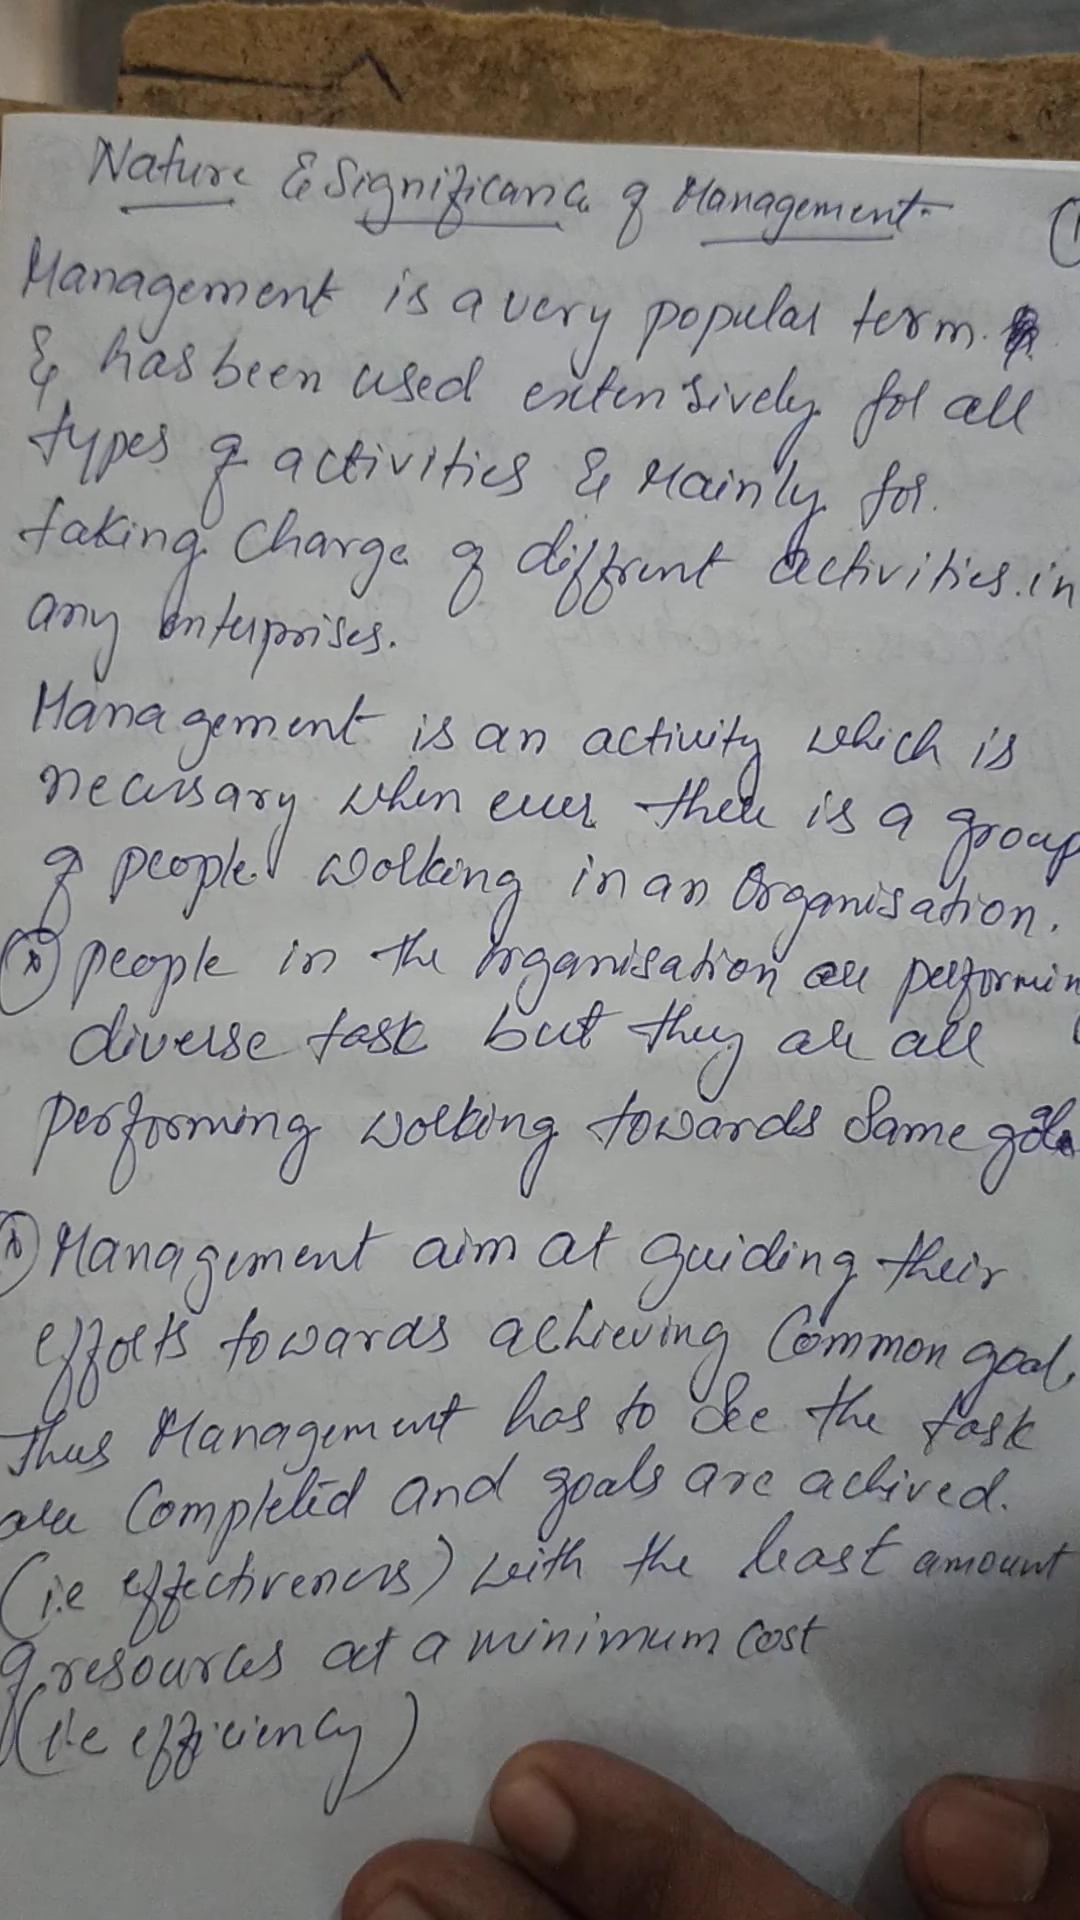 Nature & Significance of Management.
Management is a very popular term.
& has been used extensively for all
types of activities & Mainly for.
taking charge of diffrent activities in
any enterprises.
Management is an activity which is
necessary when ever there is a group
of people working in an Organisation.
people in the Organisation are performin
diverse task but they are all
performing working towards Same goal
Management aim at guiding their
efforts towards achieving Common goal,
Thus Management has to See the task
are Completed and goals are achived.
(i.e effectiveness) with the least amount
of resources at a minimum Cost
(i.e efficiency)